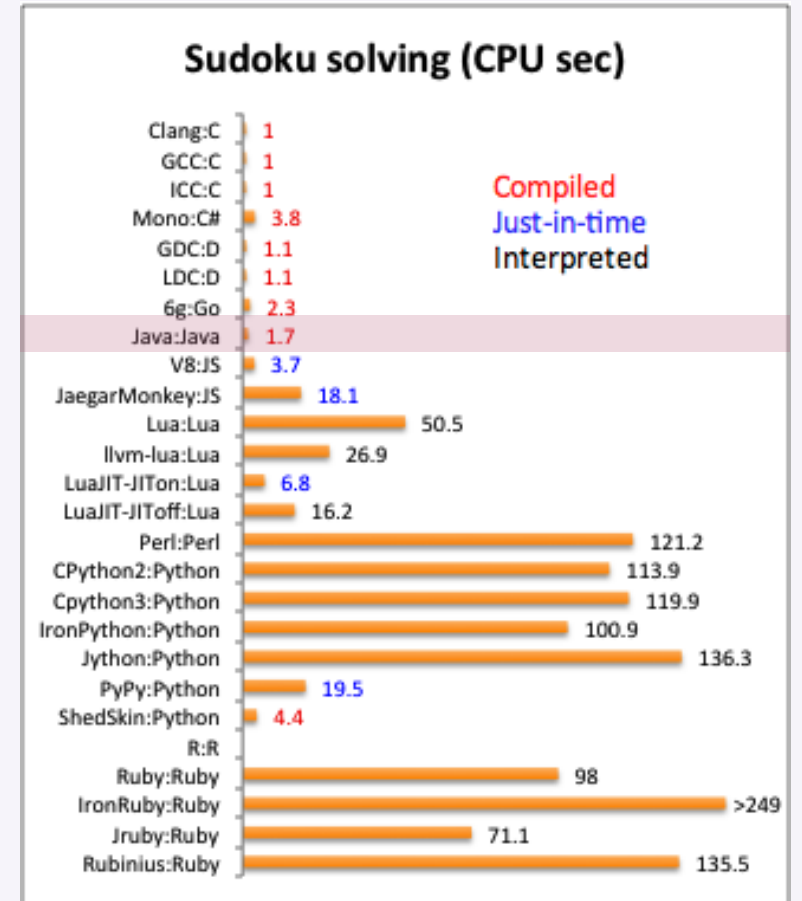 Sudoku solving (CPU sec)
Clang:C 1
GCC:C 1
ICC:C 1
Mono:C# 3.8
GDC:D 1.1
LDC:D 1.1
6g:Go 2.3
Java:Java 1.7
V8:JS 3.7
JaegarMonkey:JS 18.1
Lua:Lua 50.5
llvm-lua:Lua 26.9
LuaJIT-JITon:Lua 6.8
LuaJIT-JIToff:Lua 16.2
Perl:Perl 121.2
CPython2:Python 113.9
Cpython3:Python 119.9
IronPython:Python 100.9
Jython:Python 136.3
PyPy:Python 19.5
ShedSkin:Python 4.4
R:R
Ruby:Ruby 98
IronRuby:Ruby >249
Jruby:Ruby 71.1
Rubinius:Ruby 135.5
Compiled
Just-in-time
Interpreted